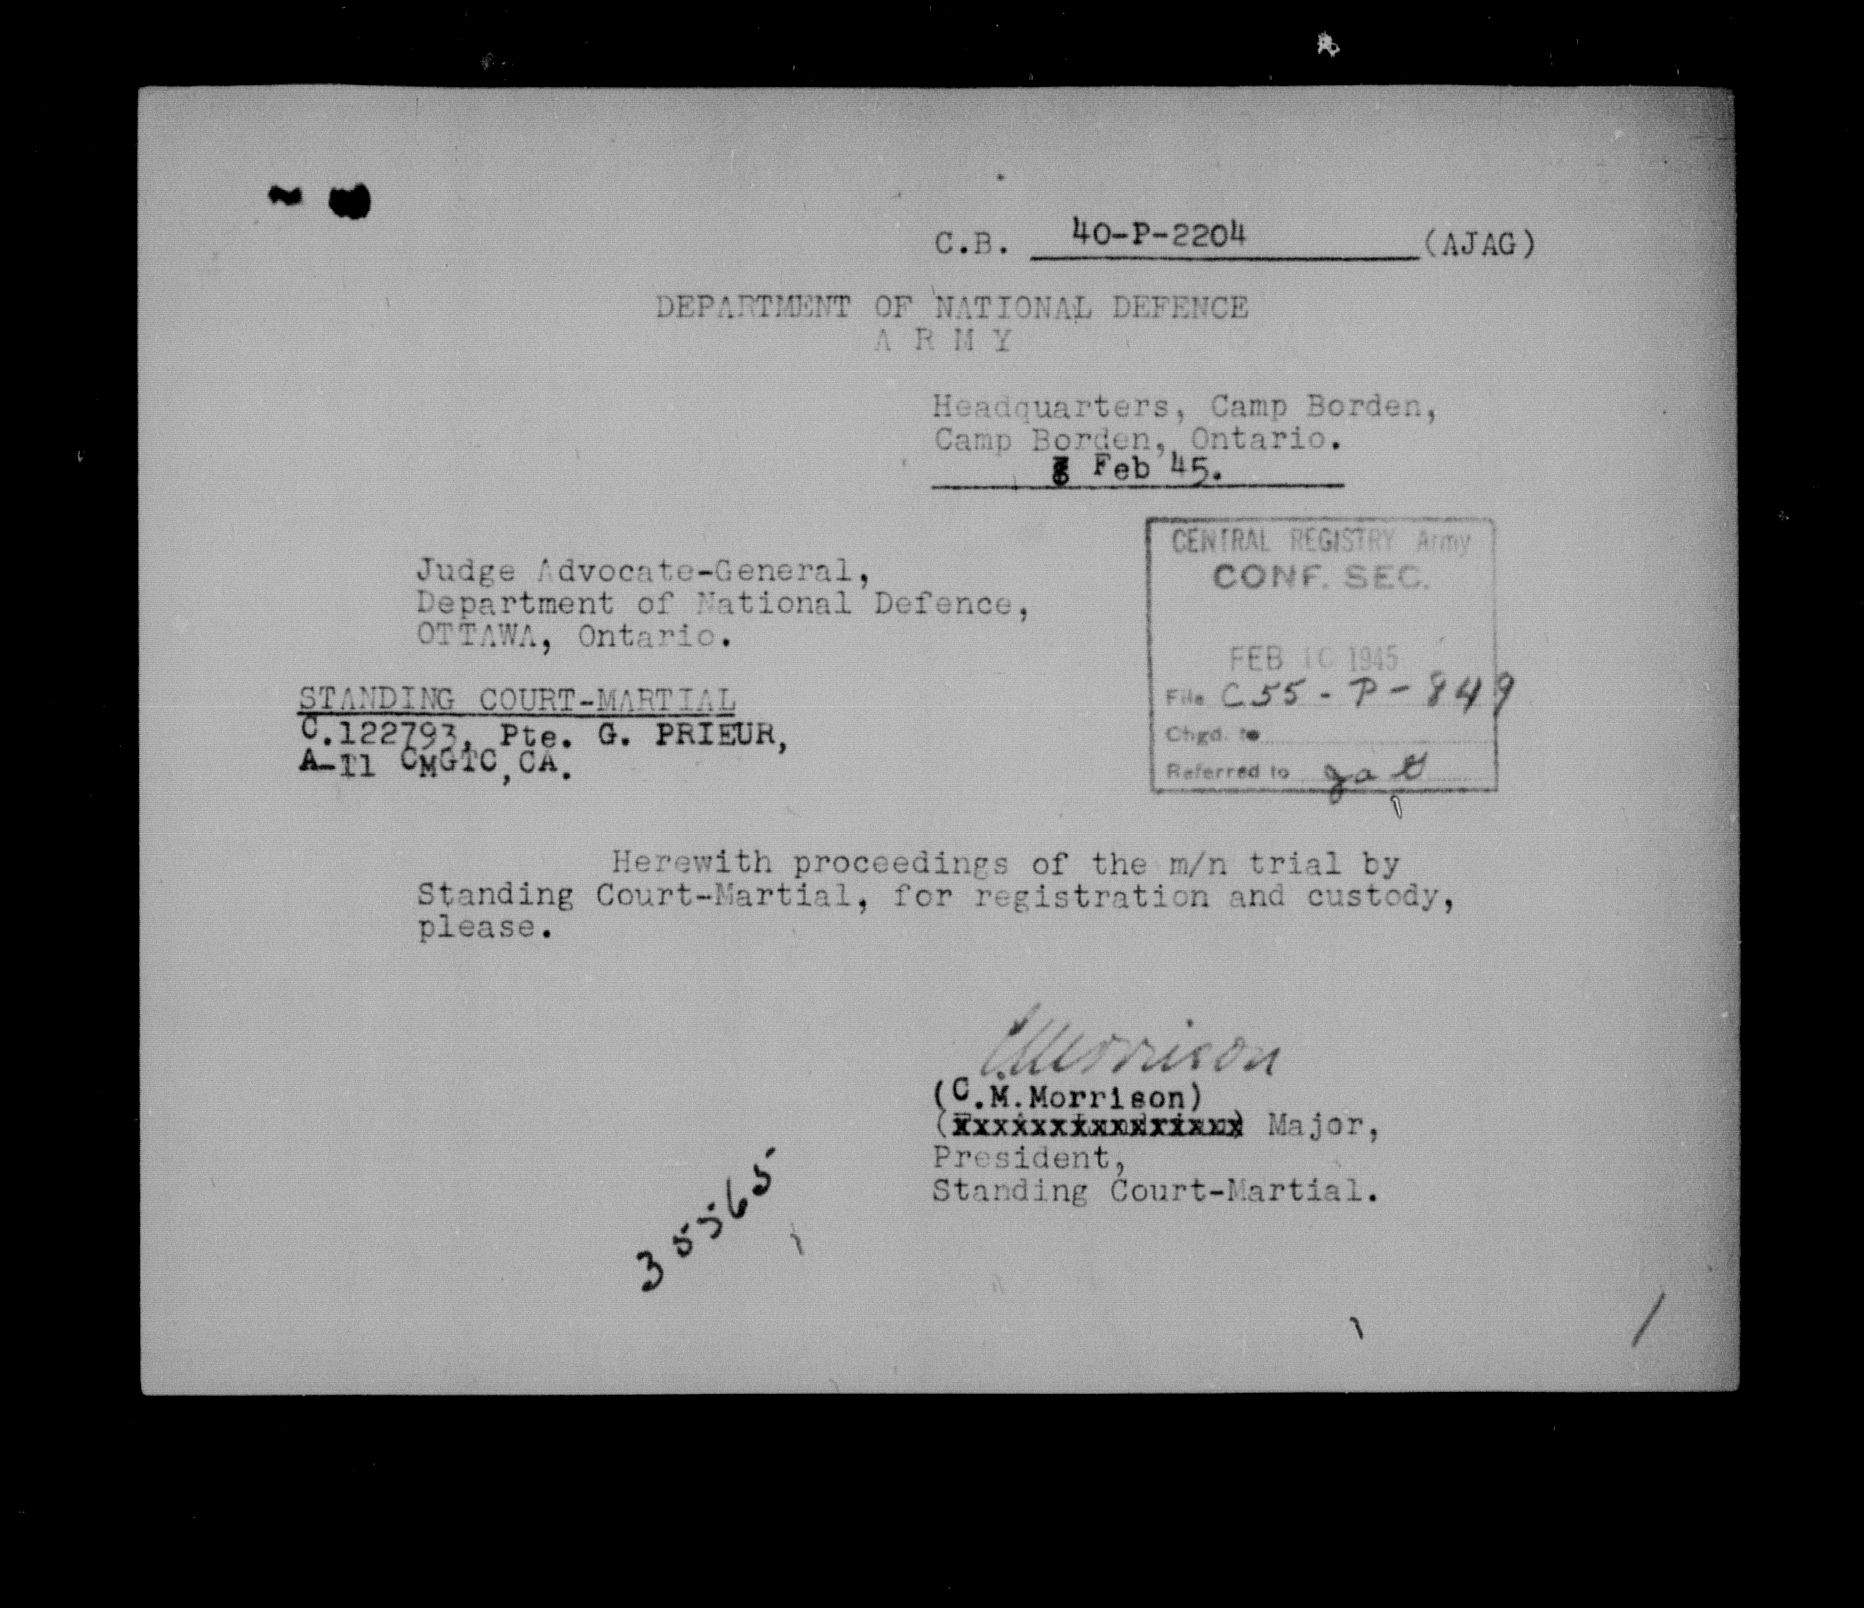 C.B. 40-P-2204 (AJAG)
DEPARTMENT OF NATIONAL DEFENCE
A R M Y
Headquarters, Camp Borden,
Camp Borden, Ontario.
8 Feb 45.
CENTRAL REGISTRY Army
CONF. SEC.
FEB 10 1945
File C55-P-849
Chgd. to
Referred to
Judge Advocate-General,
Department of National Defence,
OTTAWA, Ontario.
STANDING COURT-MARTIAL
C.122793, Pte. G. PRIEUR,
A-11 CMGTC,CA.
Herewith proceedings of the m/n trial by
Standing Court-Martial, for registration and custody,
please.
CMorrison
(C.M.Morrison)
( ) Major,
President,
Standing Court-Martial.
35565
1